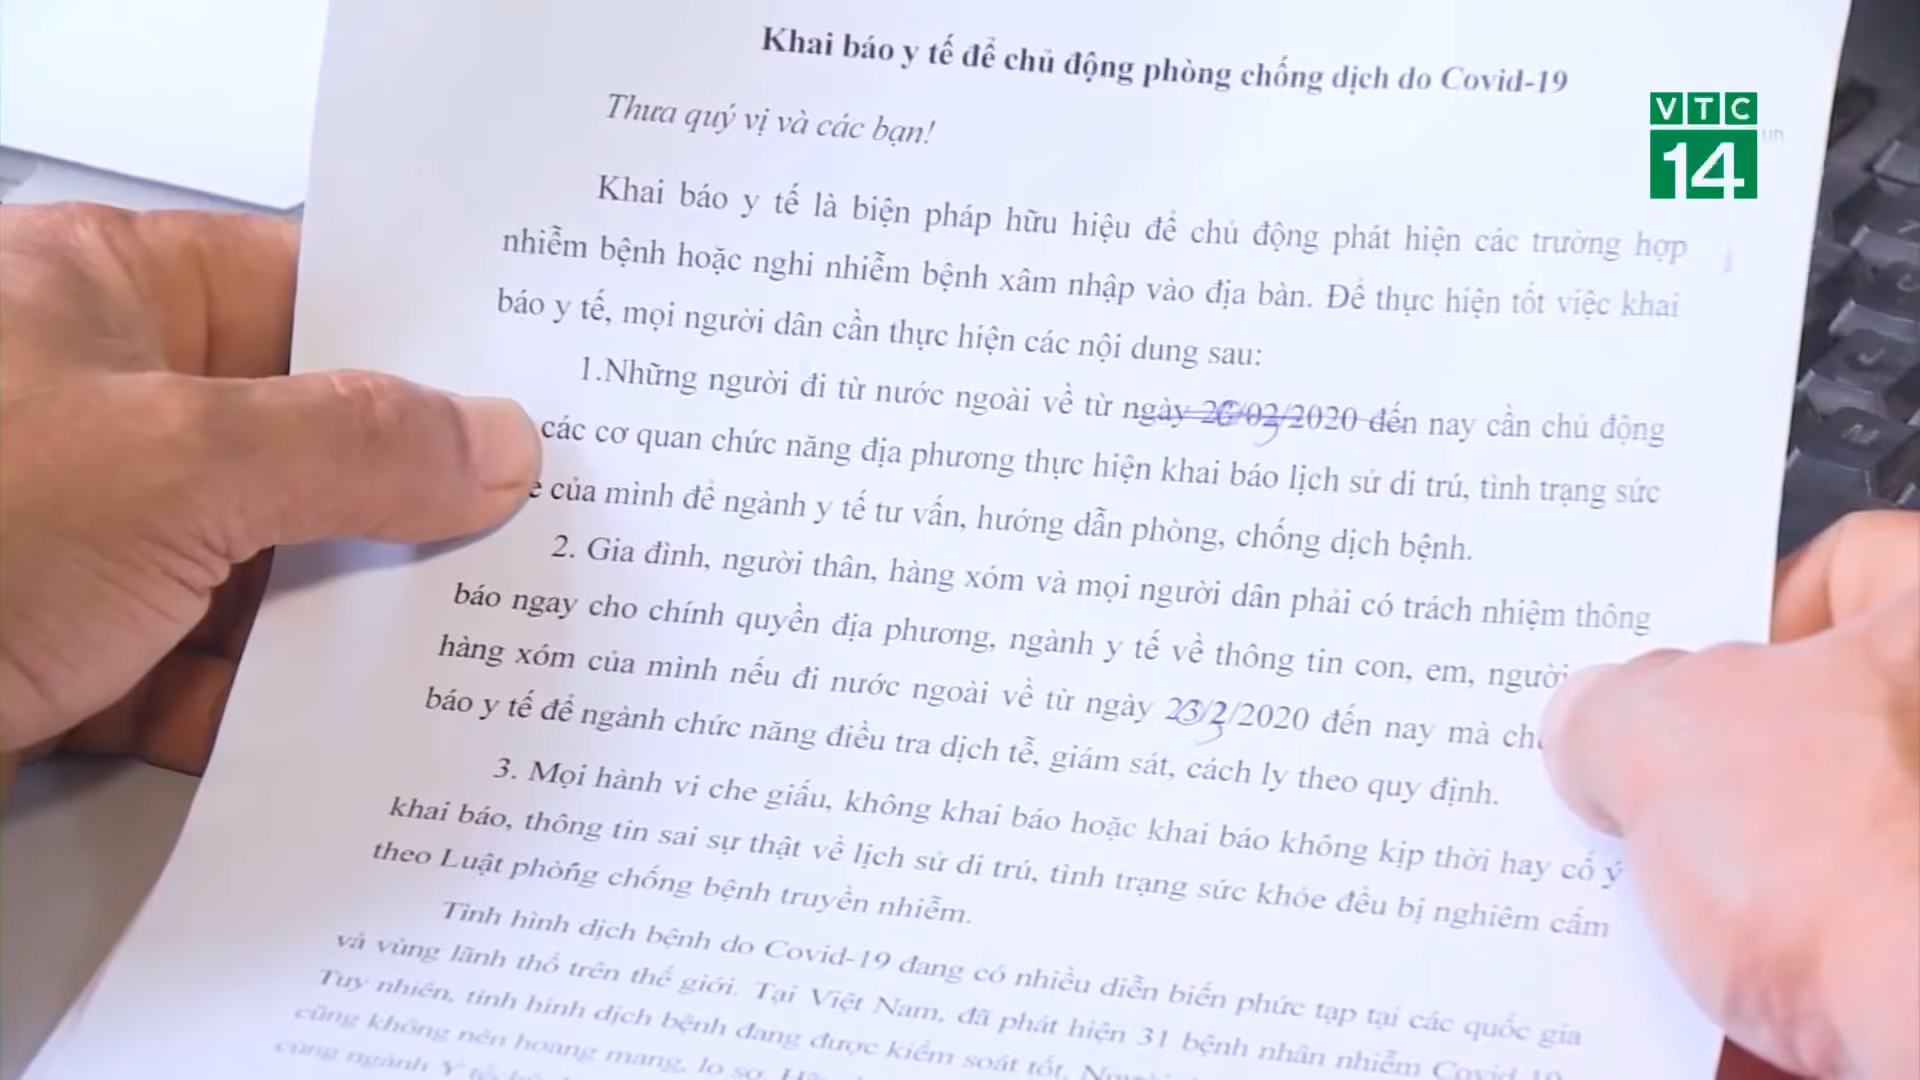 Khai báo y tế để chủ động phòng chống dịch do Covid-19
VTC
14
Thưa quý vị và các bạn!
Khai báo y tế là biện pháp hữu hiệu để chủ động phát hiện các trường hợp
nhiễm bệnh hoặc nghi nhiễm bệnh xâm nhập vào địa bàn. Để thực hiện tốt việc khai
báo y tế, mọi người dân cần thực hiện các nội dung sau:
1.Những người đi từ nước ngoài về từ ngày /2020 đến nay cần chủ động
các cơ quan chức năng địa phương thực hiện khai báo lịch sử di trú, tình trạng sức
của mình để ngành y tế tư vấn, hướng dẫn phòng, chống dịch bệnh.
2. Gia đình, người thân, hàng xóm và mọi người dân phải có trách nhiệm thông
báo ngay cho chính quyền địa phương, ngành y tế về thông tin con, em, người
hàng xóm của mình nếu đi nước ngoài về từ ngày /2020 đến nay mà
báo y tế để ngành chức năng điều tra dịch tễ, giám sát, cách ly theo quy định.
3. Mọi hành vi che giấu, không khai báo hoặc khai báo không kịp thời hay cố ý
khai báo, thông tin sai sự thật về lịch sử di trú, tình trạng sức khỏe đều bị nghiêm cấm
theo Luật phòng chống bệnh truyền nhiễm.
Tình hình dịch bệnh do Covid-19 đang có nhiều diễn biến phức tạp tại các quốc gia
và vùng lãnh thổ trên thế giới. Tại Việt Nam, đã phát hiện 31 bệnh nhân nhiễm Covid-19.
Tuy nhiên, tình hình dịch bệnh đang được kiểm soát tốt. Người
cũng không nên hoang mang, lo sợ.
cùng ngành Y tế